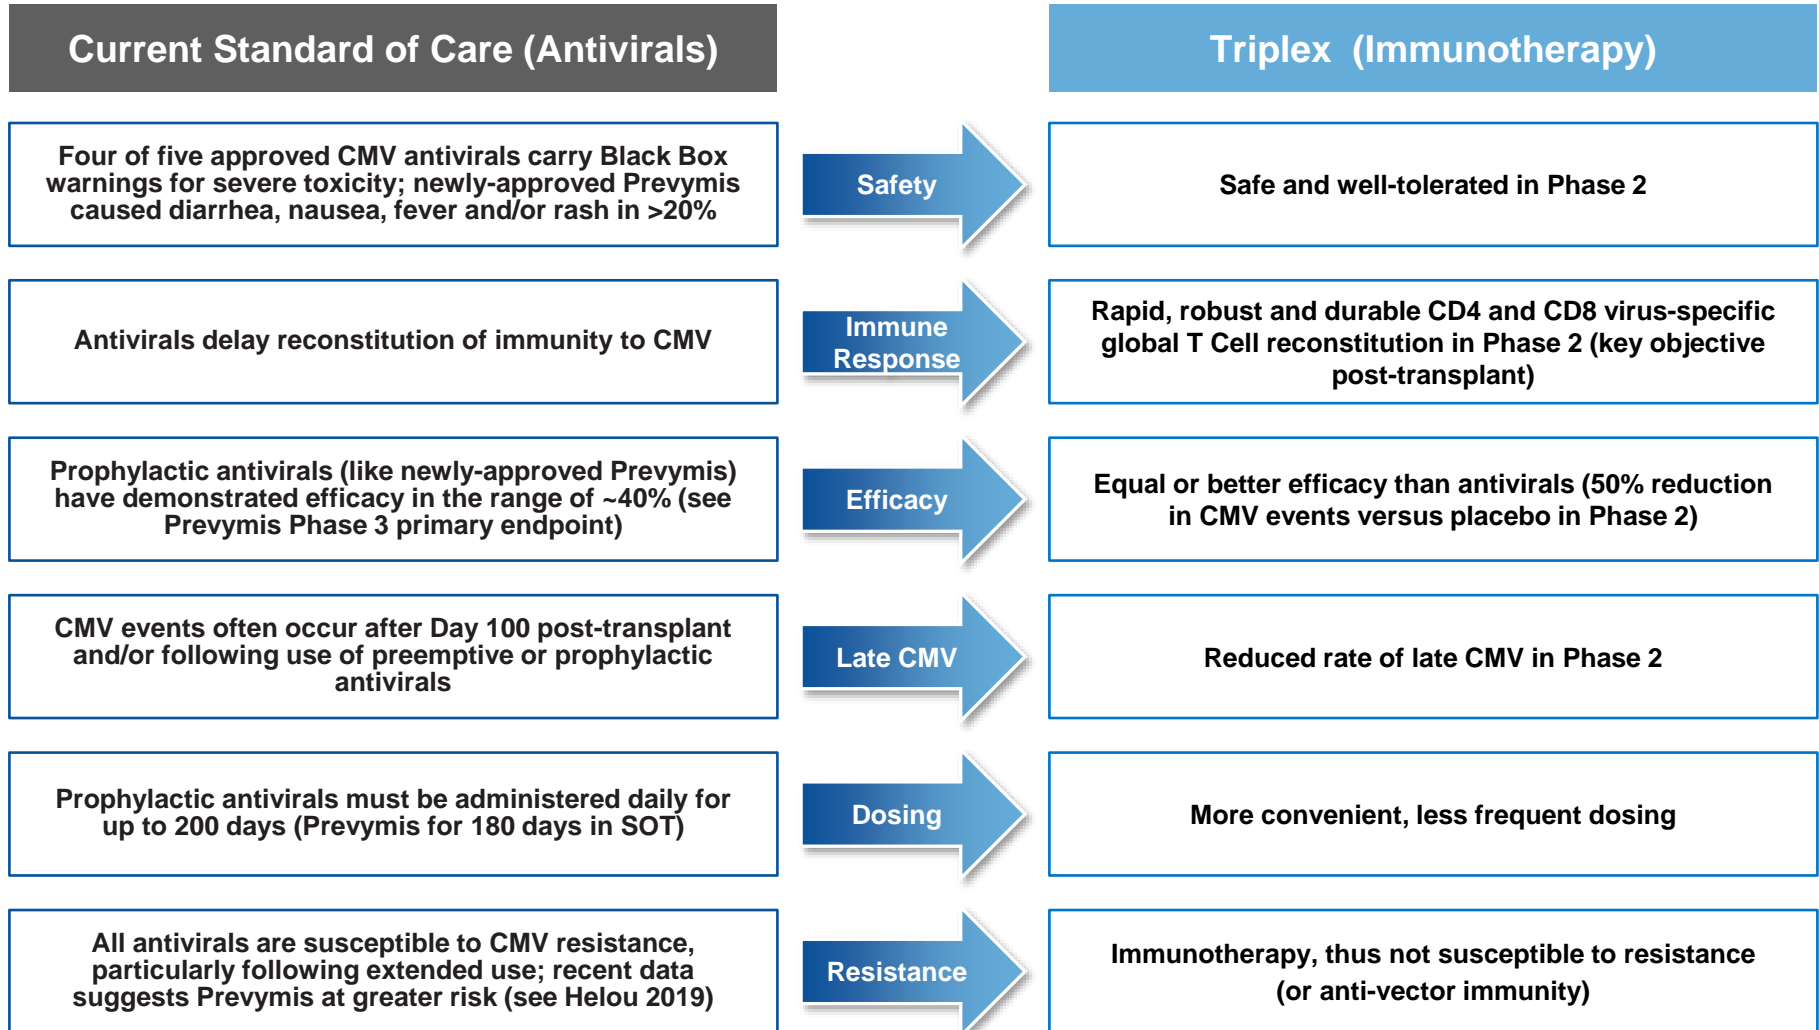 Current Standard of Care (Antivirals)
Triplex (Immunotherapy)
Four of five approved CMV antivirals carry Black Box
warnings for severe toxicity; newly-approved Prevymis
caused diarrhea, nausea, fever and/or rash in >20%
Safety
Safe and well-tolerated in Phase 2
Antivirals delay reconstitution of immunity to CMV
Immune
Response
Rapid, robust and durable CD4 and CD8 virus-specific
global T Cell reconstitution in Phase 2 (key objective
post-transplant)
Prophylactic antivirals (like newly-approved Prevymis)
have demonstrated efficacy in the range of ~40% (see
Prevymis Phase 3 primary endpoint)
Efficacy
Equal or better efficacy than antivirals (50% reduction
in CMV events versus placebo in Phase 2)
CMV events often occur after Day 100 post-transplant
and/or following use of preemptive or prophylactic
antivirals
Late CMV
Reduced rate of late CMV in Phase 2
Prophylactic antivirals must be administered daily for
up to 200 days (Prevymis for 180 days in SOT)
Dosing
More convenient, less frequent dosing
All antivirals are susceptible to CMV resistance,
particularly following extended use; recent data
suggests Prevymis at greater risk (see Helou 2019)
Resistance
Immunotherapy, thus not susceptible to resistance
(or anti-vector immunity)